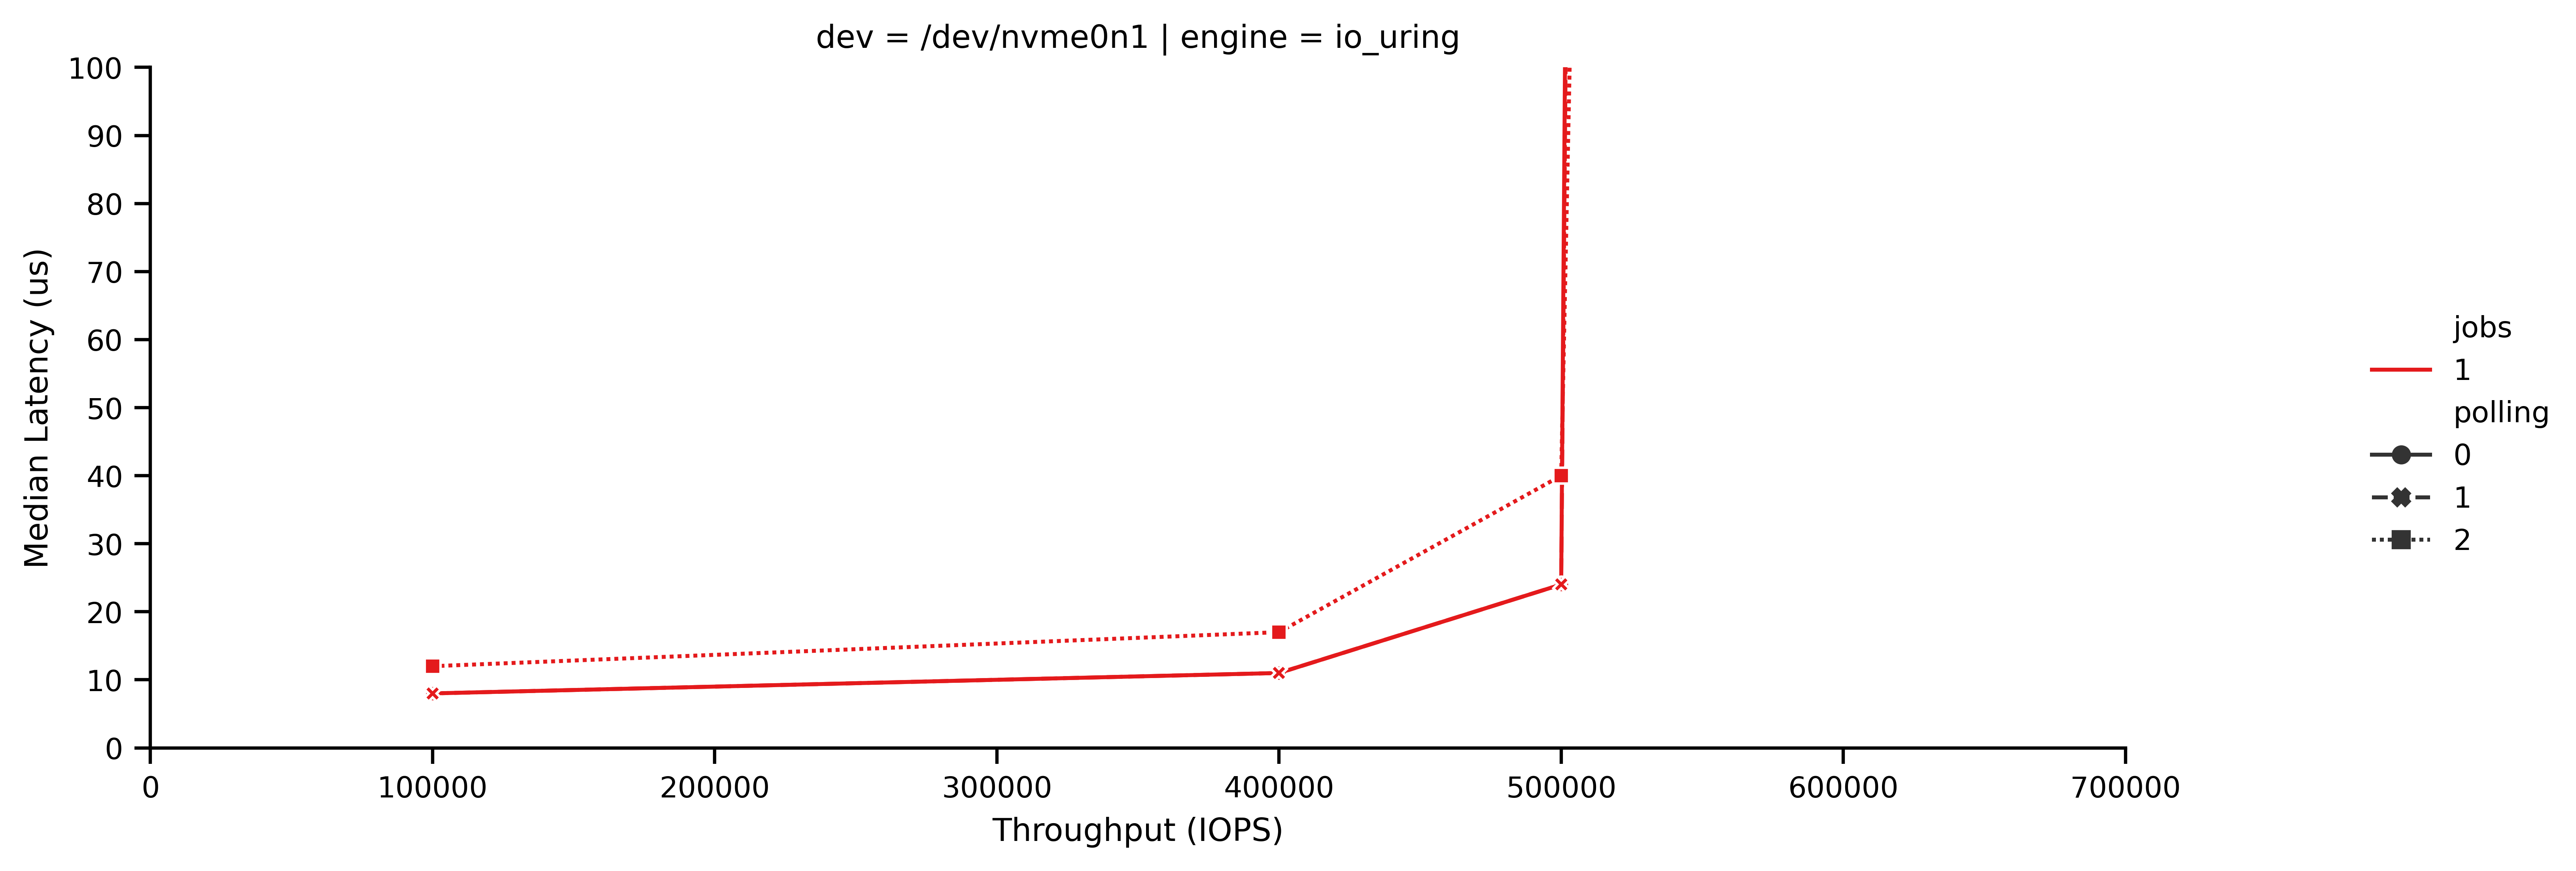 dev = /dev/nvme0n1 | engine = io_uring
100
90
80
70
60
50
40
30
20
10
0
Median Latency (us)
0 100000 200000 300000 400000 500000 600000 700000
Throughput (IOPS)
jobs
1
polling
0
1
2